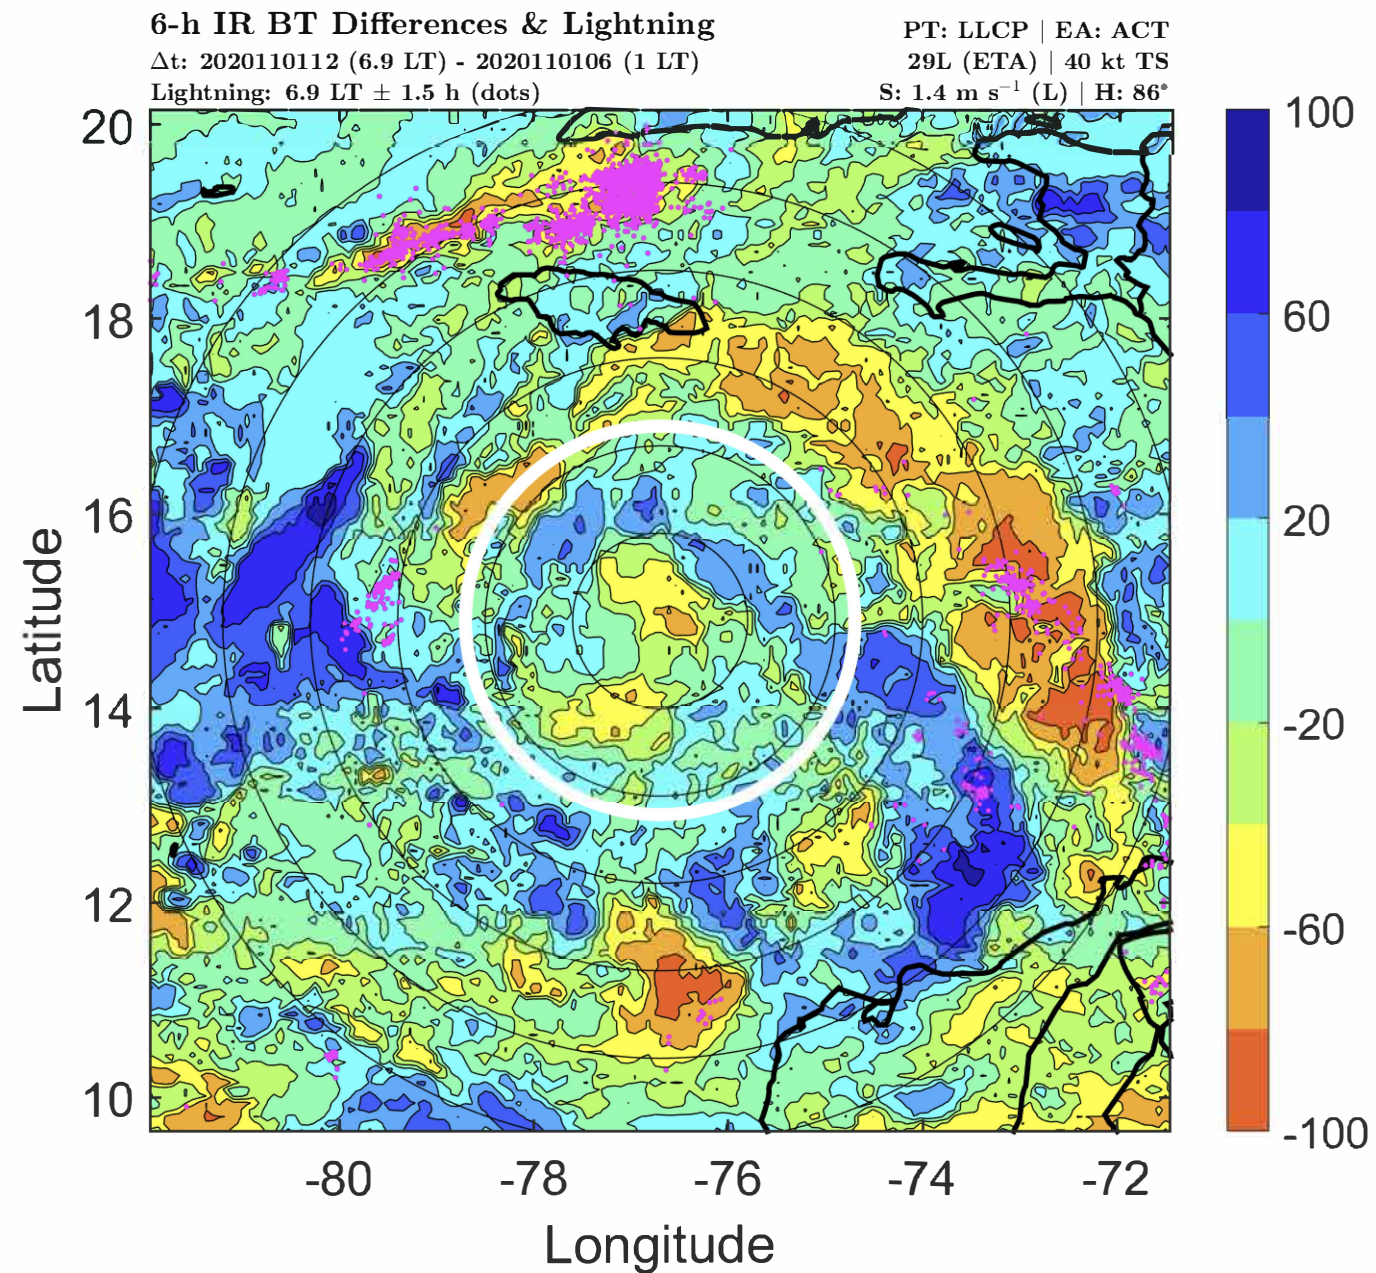 6-h IR BT Differences & Lightning
PT: LLCP | EA: ACT
Δt: 2020110112 (6.9 LT) - 2020110106 (1 LT)
29L (ETA) | 40 kt TS
Lightning: 6.9 LT ± 1.5 h (dots)
S: 1.4 m s⁻¹ (L) | H: 86°
20
18
16
14
12
10
Latitude
-80
-78
-76
-74
-72
Longitude
100
60
20
-20
-60
-100